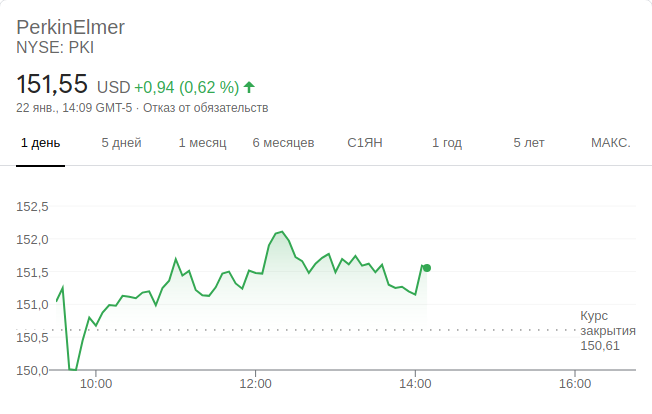 PerkinElmer
NYSE: PKI
151,55 USD +0,94 (0,62 %)
22 янв., 14:09 GMT-5 · Отказ от обязательств
1 день 5 дней 1 месяц 6 месяцев С1ЯН 1 год 5 лет МАКС.
152,5
152,0
151,5
151,0
150,5
150,0
Курс
закрытия
150,61
10:00 12:00 14:00 16:00